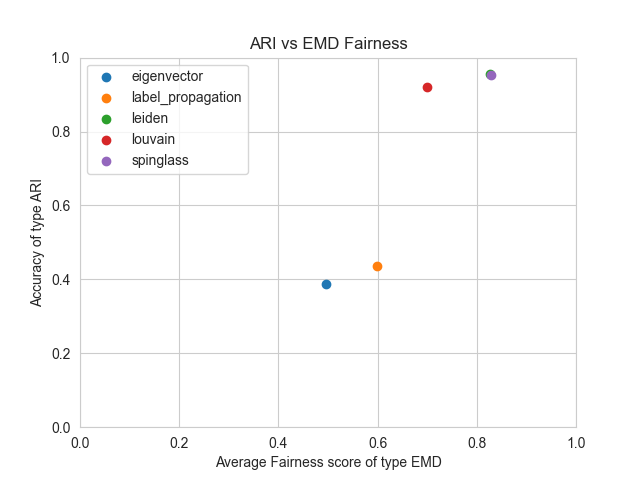 ARI vs EMD Fairness
eigenvector
label_propagation
leiden
louvain
spinglass
1.0
0.8
0.6
0.4
0.2
0.0
Accuracy of type ARI
0.0 0.2 0.4 0.6 0.8 1.0
Average Fairness score of type EMD